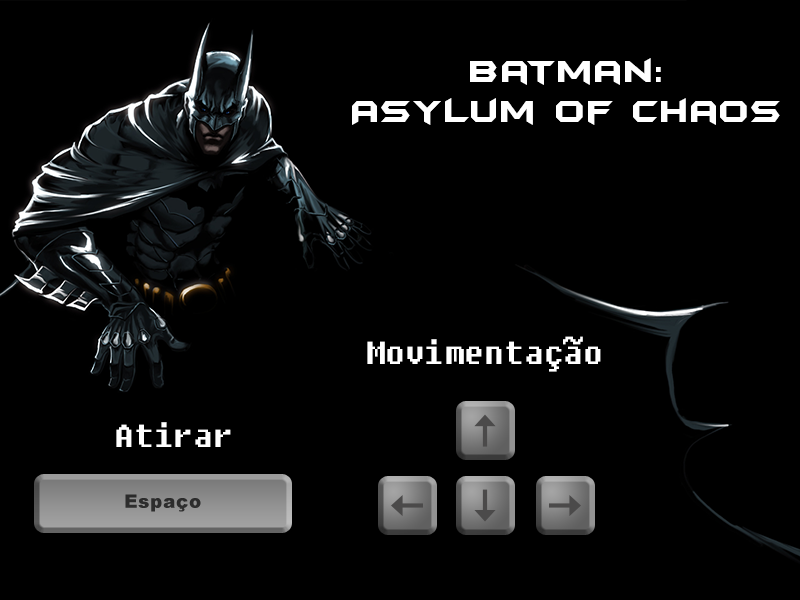 BATMAN:
ASYLUM OF CHAOS
Movimentação
Atirar
Espaço